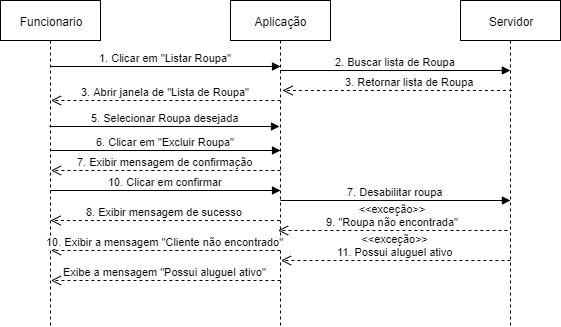 Funcionario
Aplicação
Servidor
1. Clicar em "Listar Roupa"
2. Buscar lista de Roupa
3. Retornar lista de Roupa
3. Abrir janela de "Lista de Roupa"
5. Selecionar Roupa desejada
6. Clicar em "Excluir Roupa"
7. Exibir mensagem de confirmação
10. Clicar em confirmar
7. Desabilitar roupa
<<exceção>>
8. Exibir mensagem de sucesso
9. "Roupa não encontrada"
<<exceção>>
10. Exibir a mensagem "Cliente não encontrado"
11. Possui aluguel ativo
Exibe a mensagem "Possui aluguel ativo"